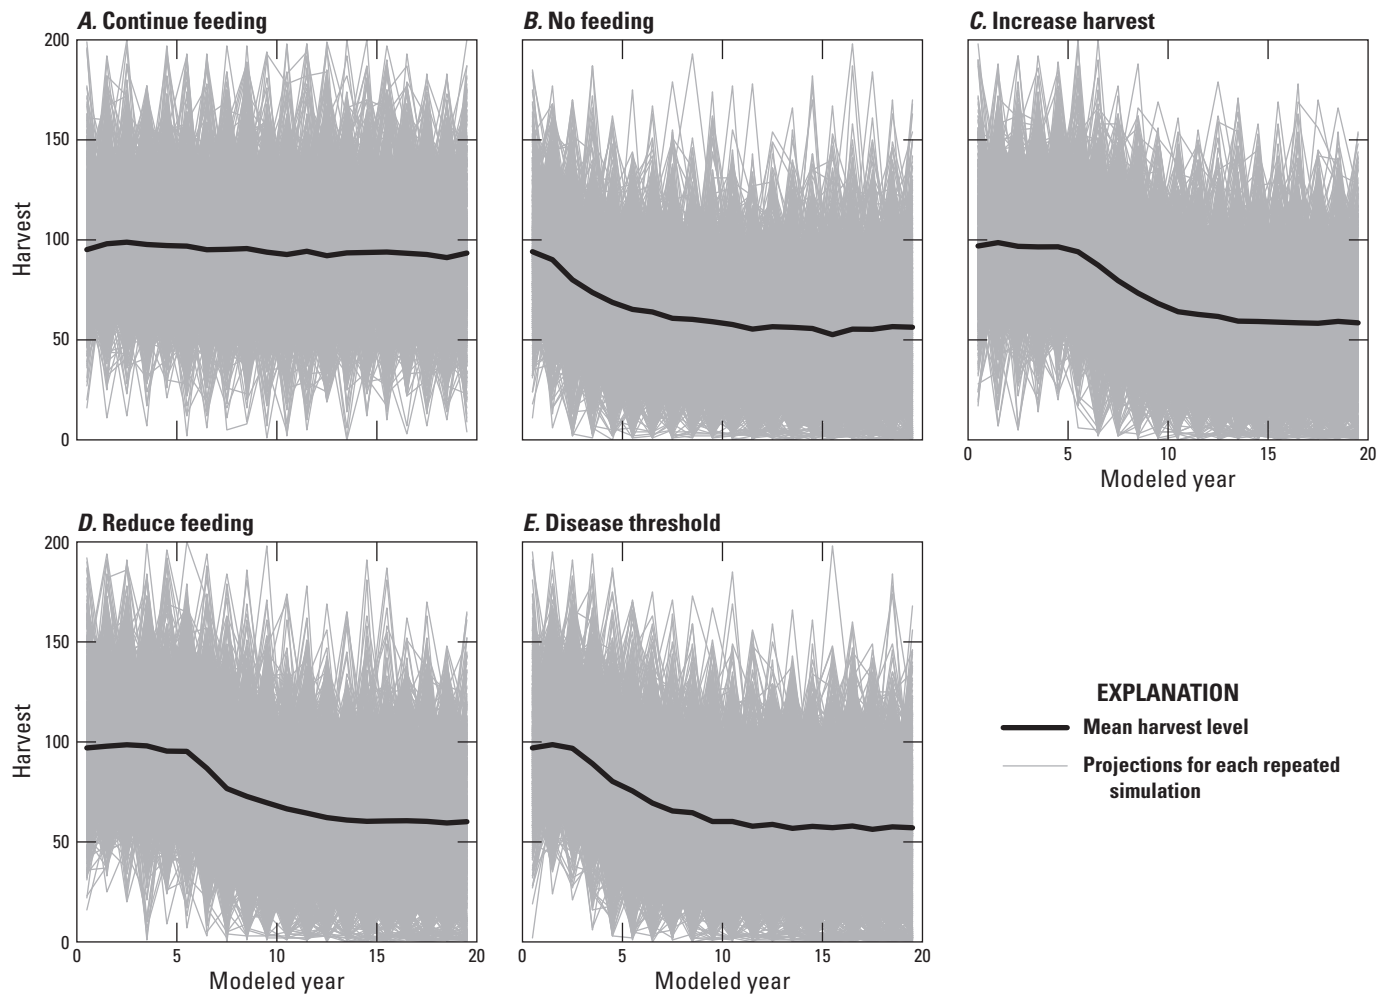 A. Continue feeding
B. No feeding
C. Increase harvest
200
150
100
50
0
Harvest
0 5 10 15 20
Modeled year
D. Reduce feeding
E. Disease threshold
200
150
100
50
0
Harvest
0 5 10 15 20
Modeled year
0 5 10 15 20
Modeled year
EXPLANATION
Mean harvest level
Projections for each repeated
simulation